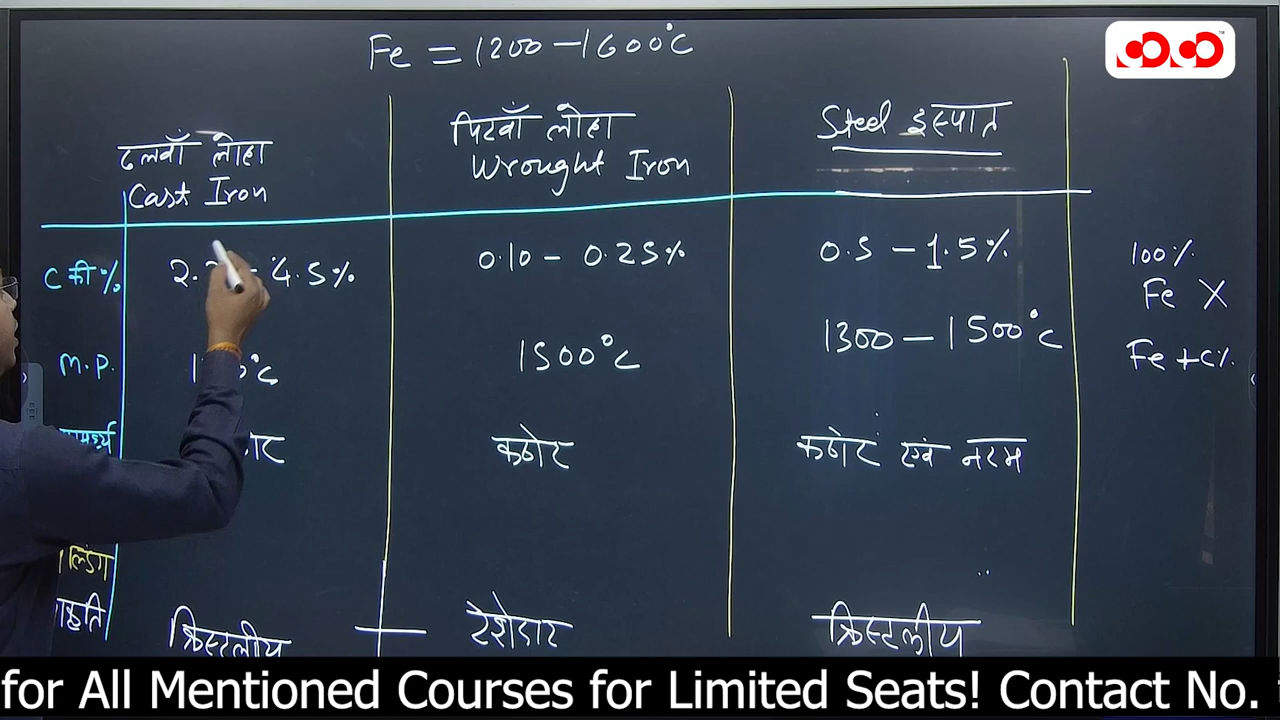 Fe = 1200 - 1600°C
ढलवाँ लोहा
Cast Iron
पिटवाँ लोहा
Wrought Iron
Steel इस्पात
C की %
4.5%
0.10 - 0.25%
0.5 - 1.5%
100%
Fe X
M.P.
1500°C
1300 - 1500°C
Fe + C%
कठोर
कठोर एवं नरम
क्रिस्टलीय
रेशेदार
क्रिस्टलीय
for All Mentioned Courses for Limited Seats! Contact No.